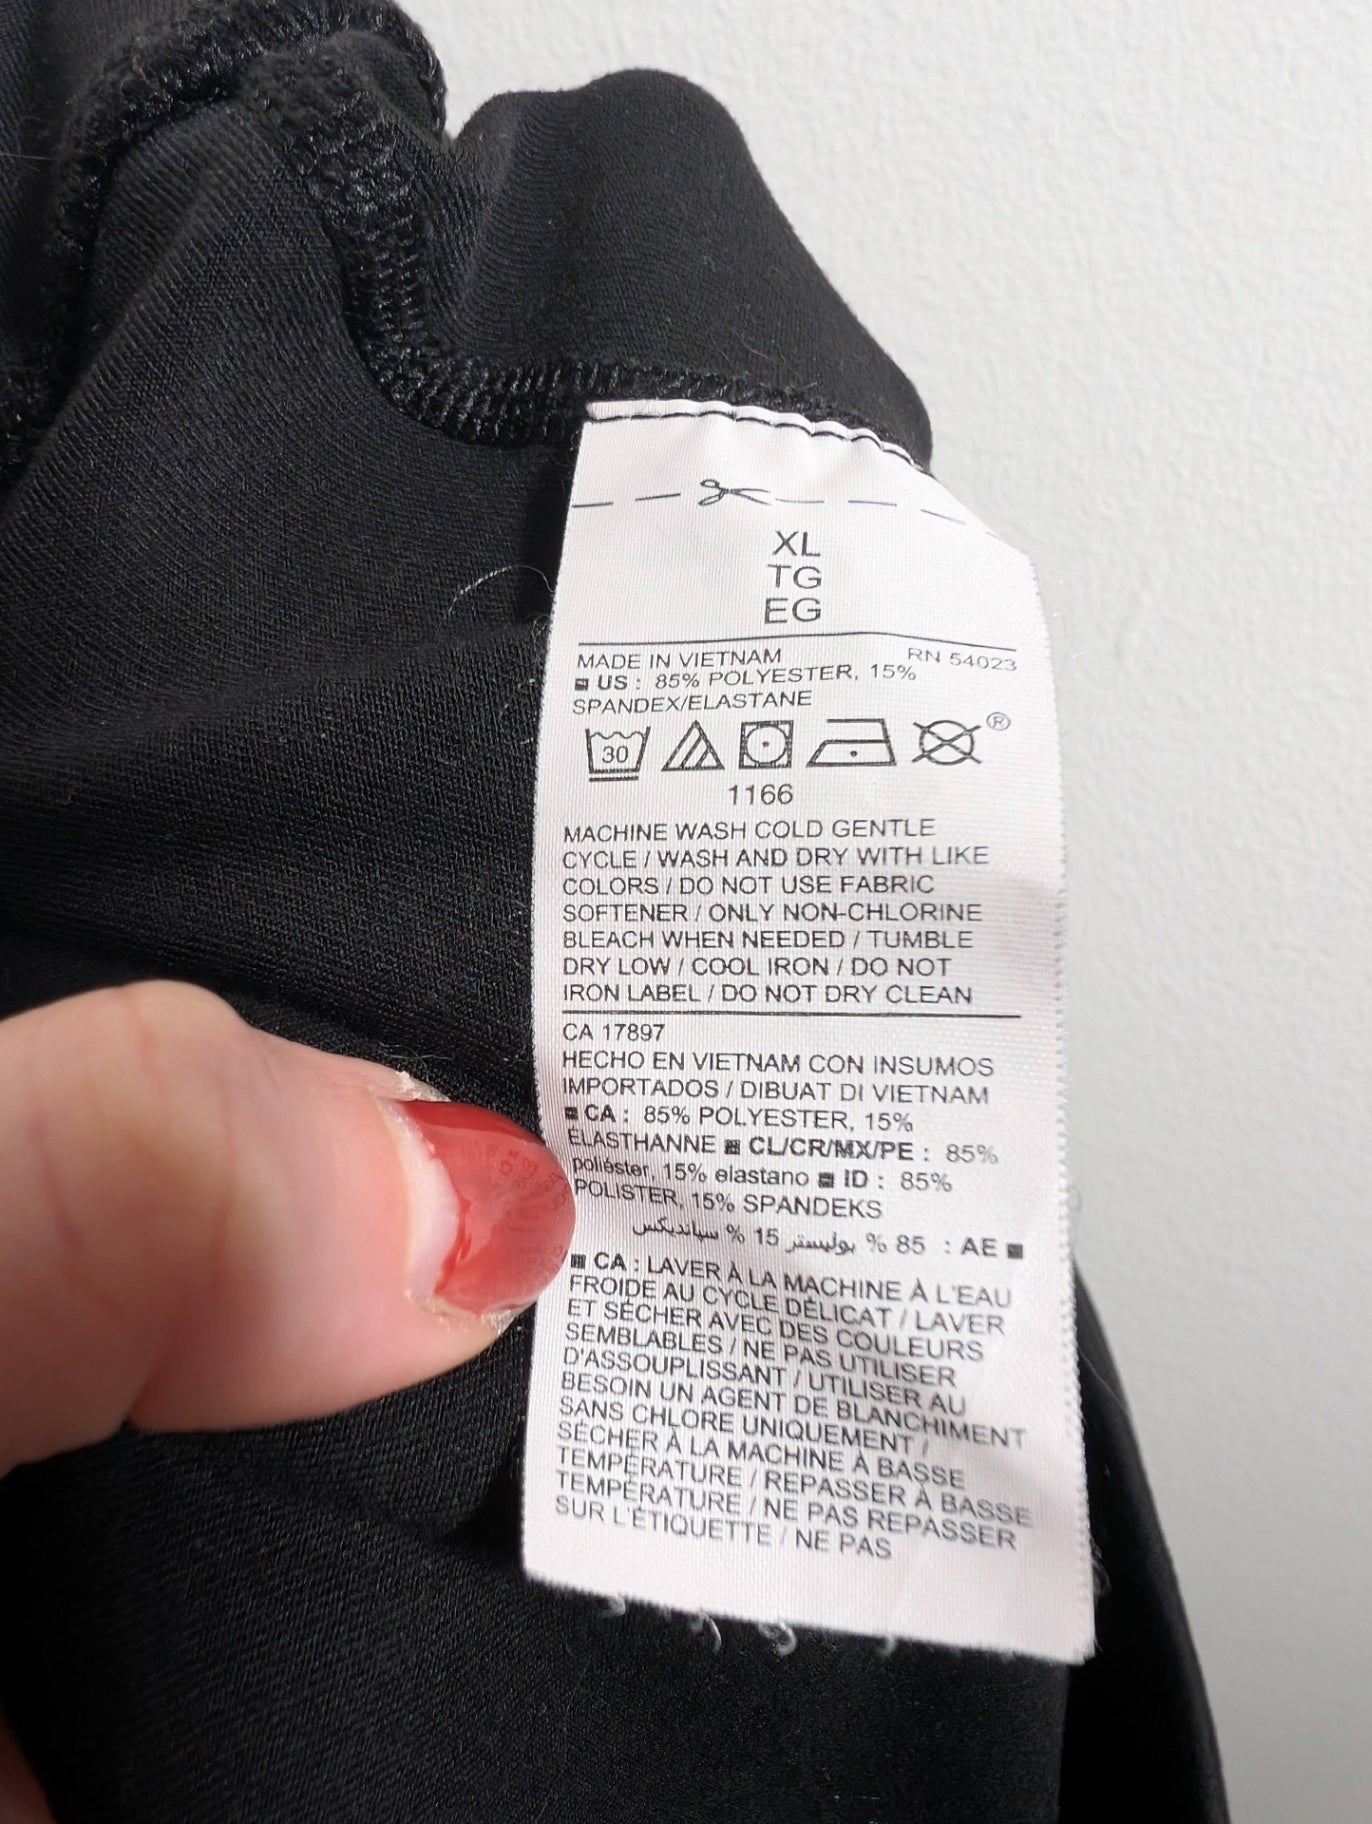 XL
TG
EG
MADE IN VIETNAM RN 54023
US : 85% POLYESTER, 15%
SPANDEX/ELASTANE
30
®
1166
MACHINE WASH COLD GENTLE
CYCLE / WASH AND DRY WITH LIKE
COLORS / DO NOT USE FABRIC
SOFTENER / ONLY NON-CHLORINE
BLEACH WHEN NEEDED / TUMBLE
DRY LOW / COOL IRON / DO NOT
IRON LABEL / DO NOT DRY CLEAN
CA 17897
HECHO EN VIETNAM CON INSUMOS
IMPORTADOS / DIBUAT DI VIETNAM
CA : 85% POLYESTER, 15%
ELASTHANNE ■ CL/CR/MX/PE : 85%
poliéster, 15% elastano ■ ID : 85%
POLISTER, 15% SPANDEKS
■ AE : 85 % بوليستر 15 % سبانديكس
■ CA : LAVER À LA MACHINE À L'EAU
FROIDE AU CYCLE DÉLICAT / LAVER
ET SÉCHER AVEC DES COULEURS
SEMBLABLES / NE PAS UTILISER
D'ASSOUPLISSANT / UTILISER AU
BESOIN UN AGENT DE BLANCHIMENT
SANS CHLORE UNIQUEMENT /
SÉCHER À LA MACHINE À BASSE
TEMPÉRATURE / REPASSER À BASSE
TEMPÉRATURE / NE PAS REPASSER
SUR L'ÉTIQUETTE / NE PAS